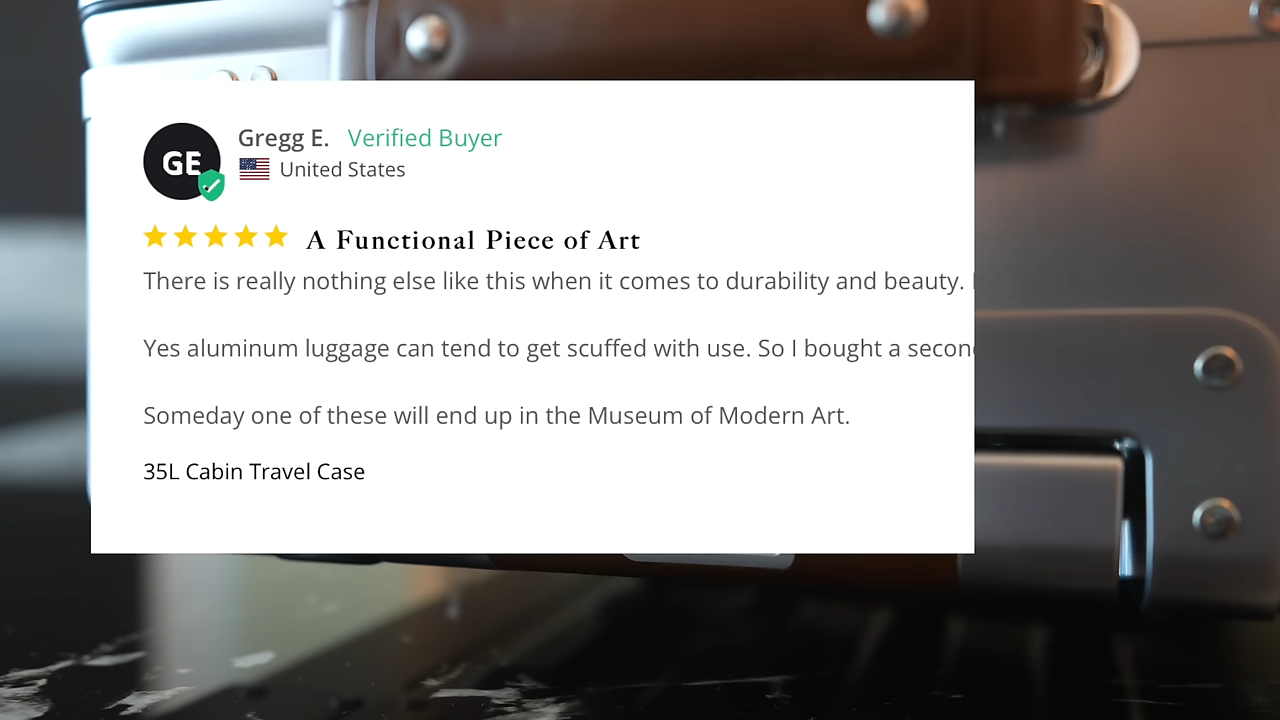 GE
Gregg E. Verified Buyer
United States
A Functional Piece of Art
There is really nothing else like this when it comes to durability and beauty.
Yes aluminum luggage can tend to get scuffed with use. So I bought a
Someday one of these will end up in the Museum of Modern Art.
35L Cabin Travel Case